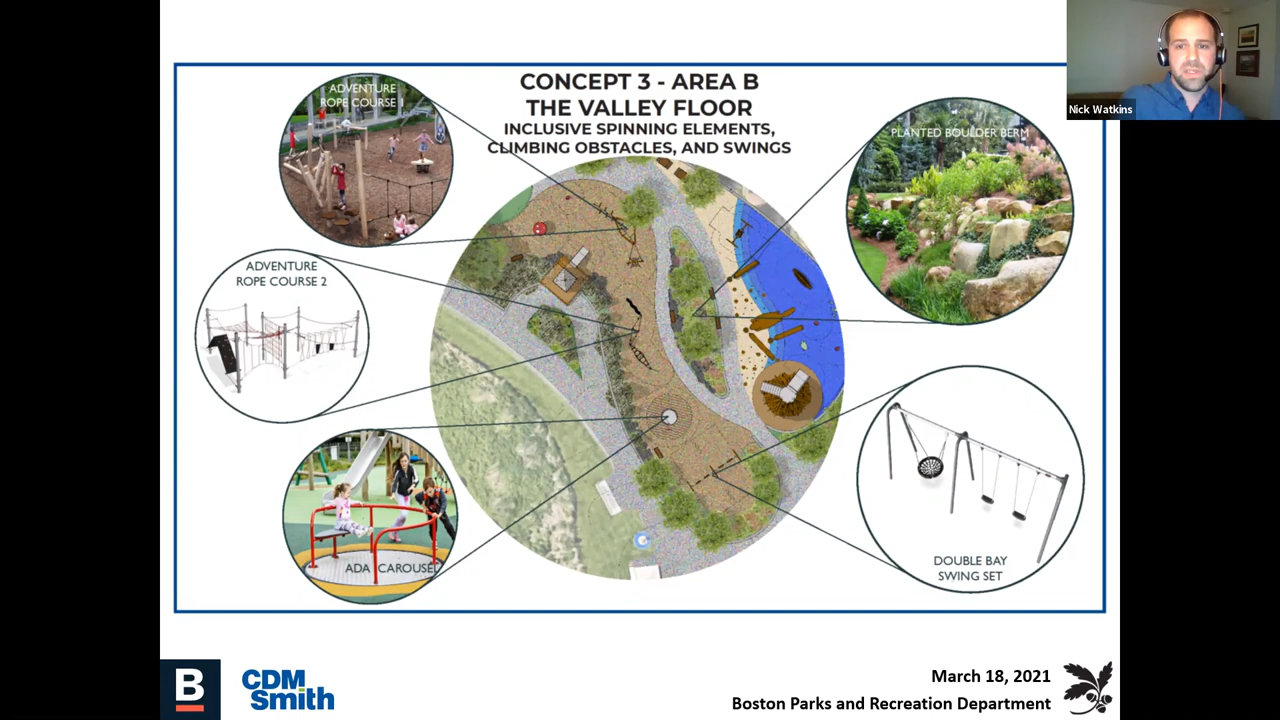 CONCEPT 3 - AREA B
THE VALLEY FLOOR
INCLUSIVE SPINNING ELEMENTS,
CLIMBING OBSTACLES, AND SWINGS
ADVENTURE
ROPE COURSE 1
PLANTED BOULDER BERM
Nick Watkins
ADVENTURE
ROPE COURSE 2
ADA CAROUSEL
DOUBLE BAY
SWING SET
B
CDM
Smith
March 18, 2021
Boston Parks and Recreation Department